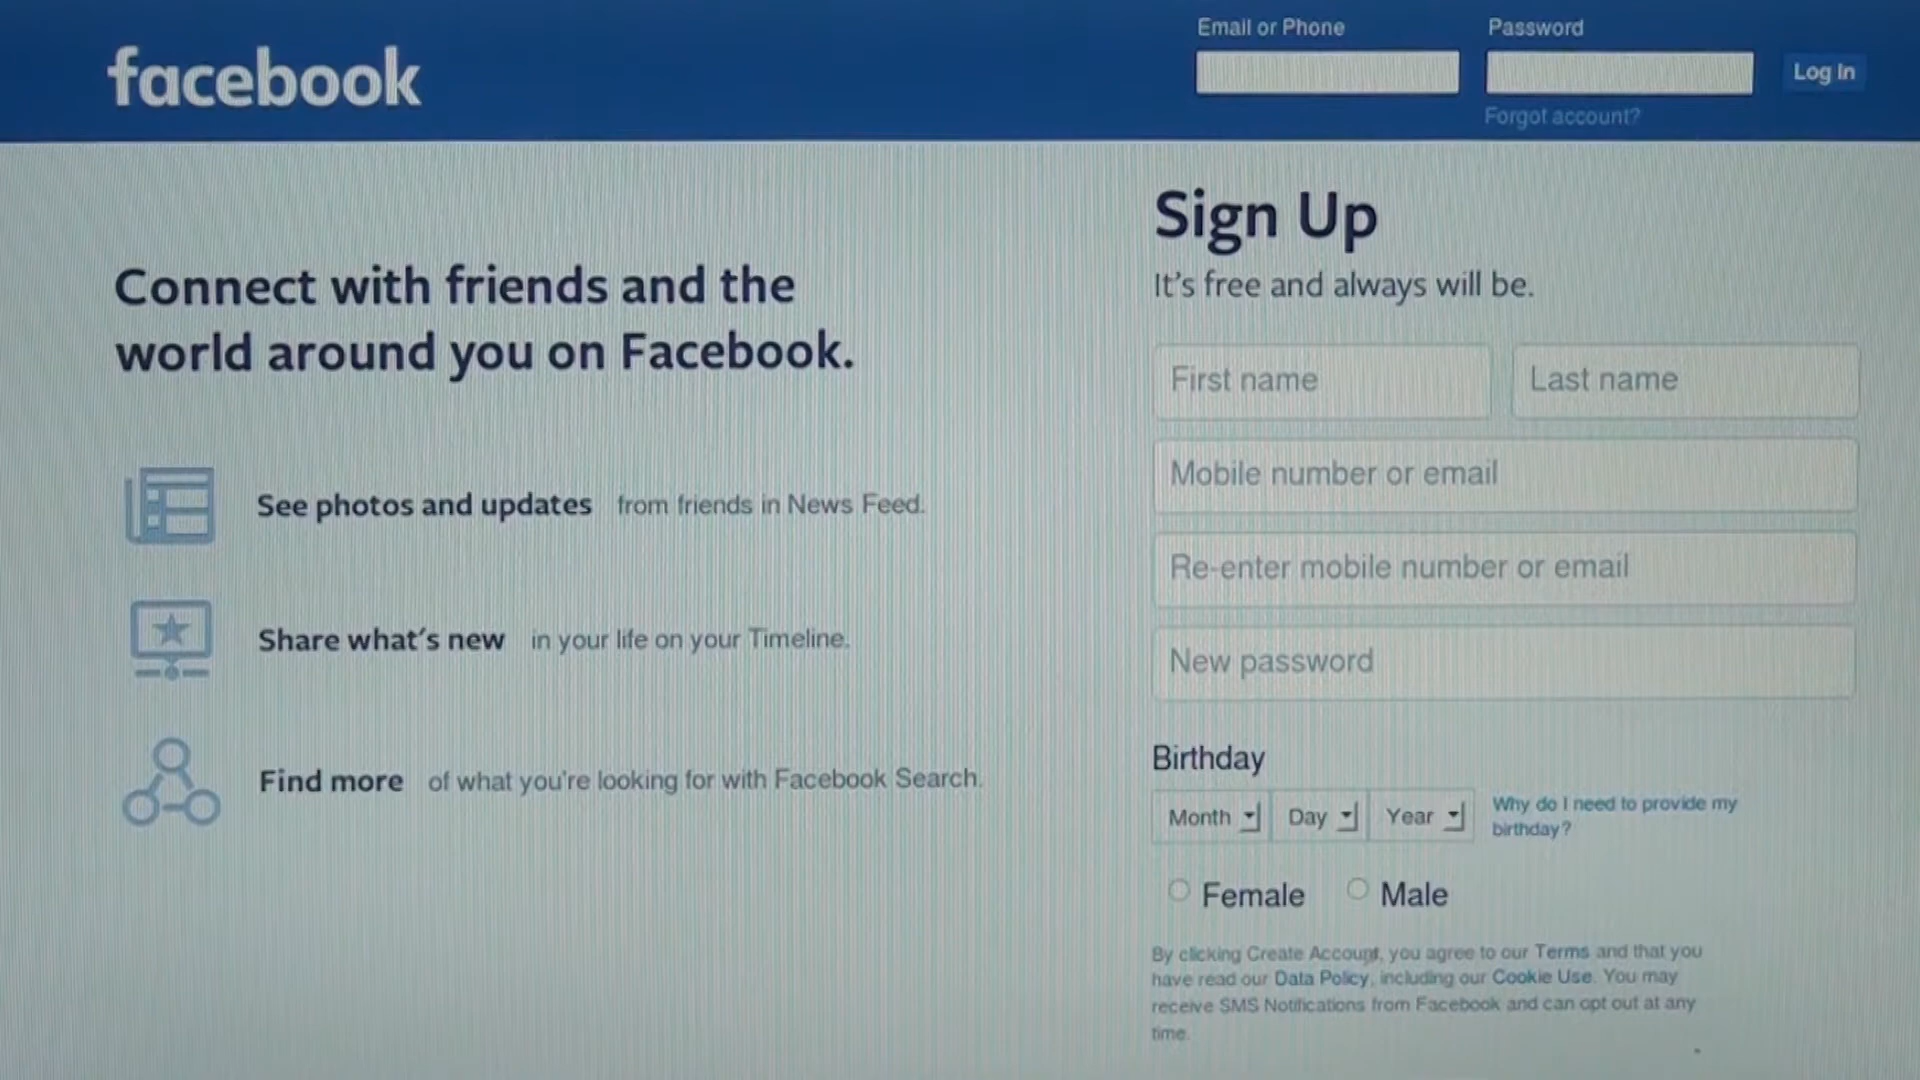 facebook
Email or Phone
Password
Log In
Forgot account?
Connect with friends and the
world around you on Facebook.
See photos and updates from friends in News Feed.
Share what's new in your life on your Timeline.
Find more of what you're looking for with Facebook Search.
Sign Up
It's free and always will be.
First name
Last name
Mobile number or email
Re-enter mobile number or email
New password
Birthday
Month
Day
Year
Why do I need to provide my
birthday?
Female
Male
By clicking Create Account, you agree to our Terms and that you
have read our Data Policy, including our Cookie Use. You may
receive SMS Notifications from Facebook and can opt out at any
time.